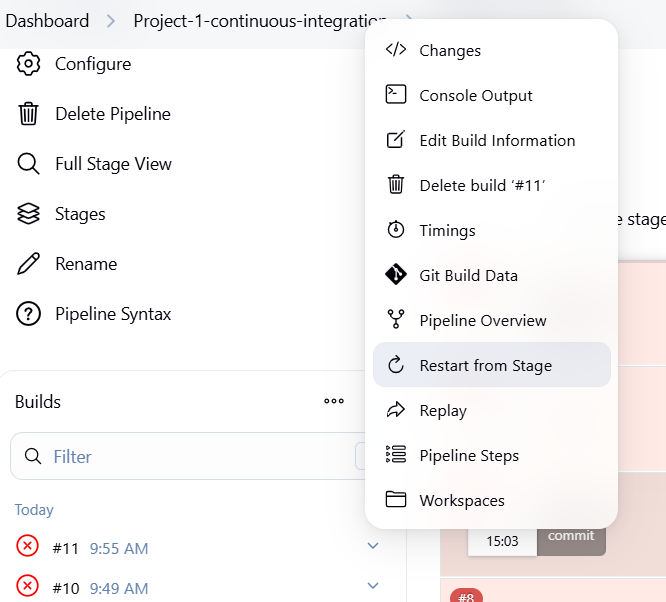 Dashboard
Project-1-continuous-integration
Configure
Delete Pipeline
Full Stage View
Stages
Rename
Pipeline Syntax
Builds
Filter
Today
#11 9:55 AM
#10 9:49 AM
Changes
Console Output
Edit Build Information
Delete build ‘#11’
Timings
Git Build Data
Pipeline Overview
Restart from Stage
Replay
Pipeline Steps
Workspaces
15:03
commit
#8